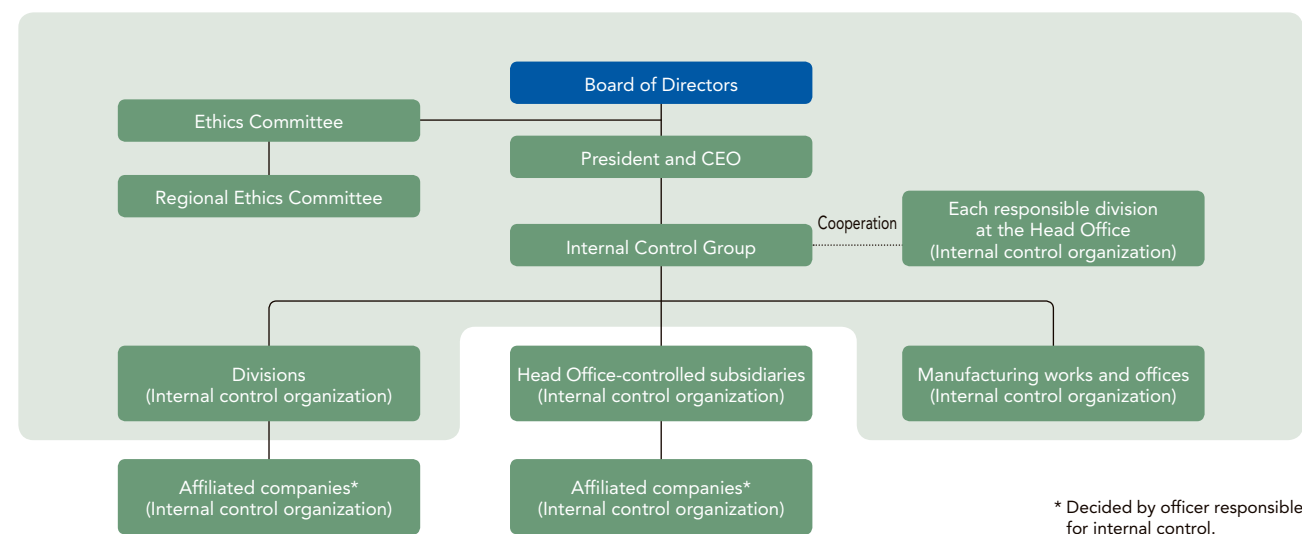 Board of Directors
Ethics Committee
President and CEO
Regional Ethics Committee
Each responsible division
at the Head Office
(Internal control organization)
Cooperation
Internal Control Group
Divisions
(Internal control organization)
Head Office-controlled subsidiaries
(Internal control organization)
Manufacturing works and offices
(Internal control organization)
Affiliated companies*
(Internal control organization)
Affiliated companies*
(Internal control organization)
* Decided by officer responsible
for internal control.